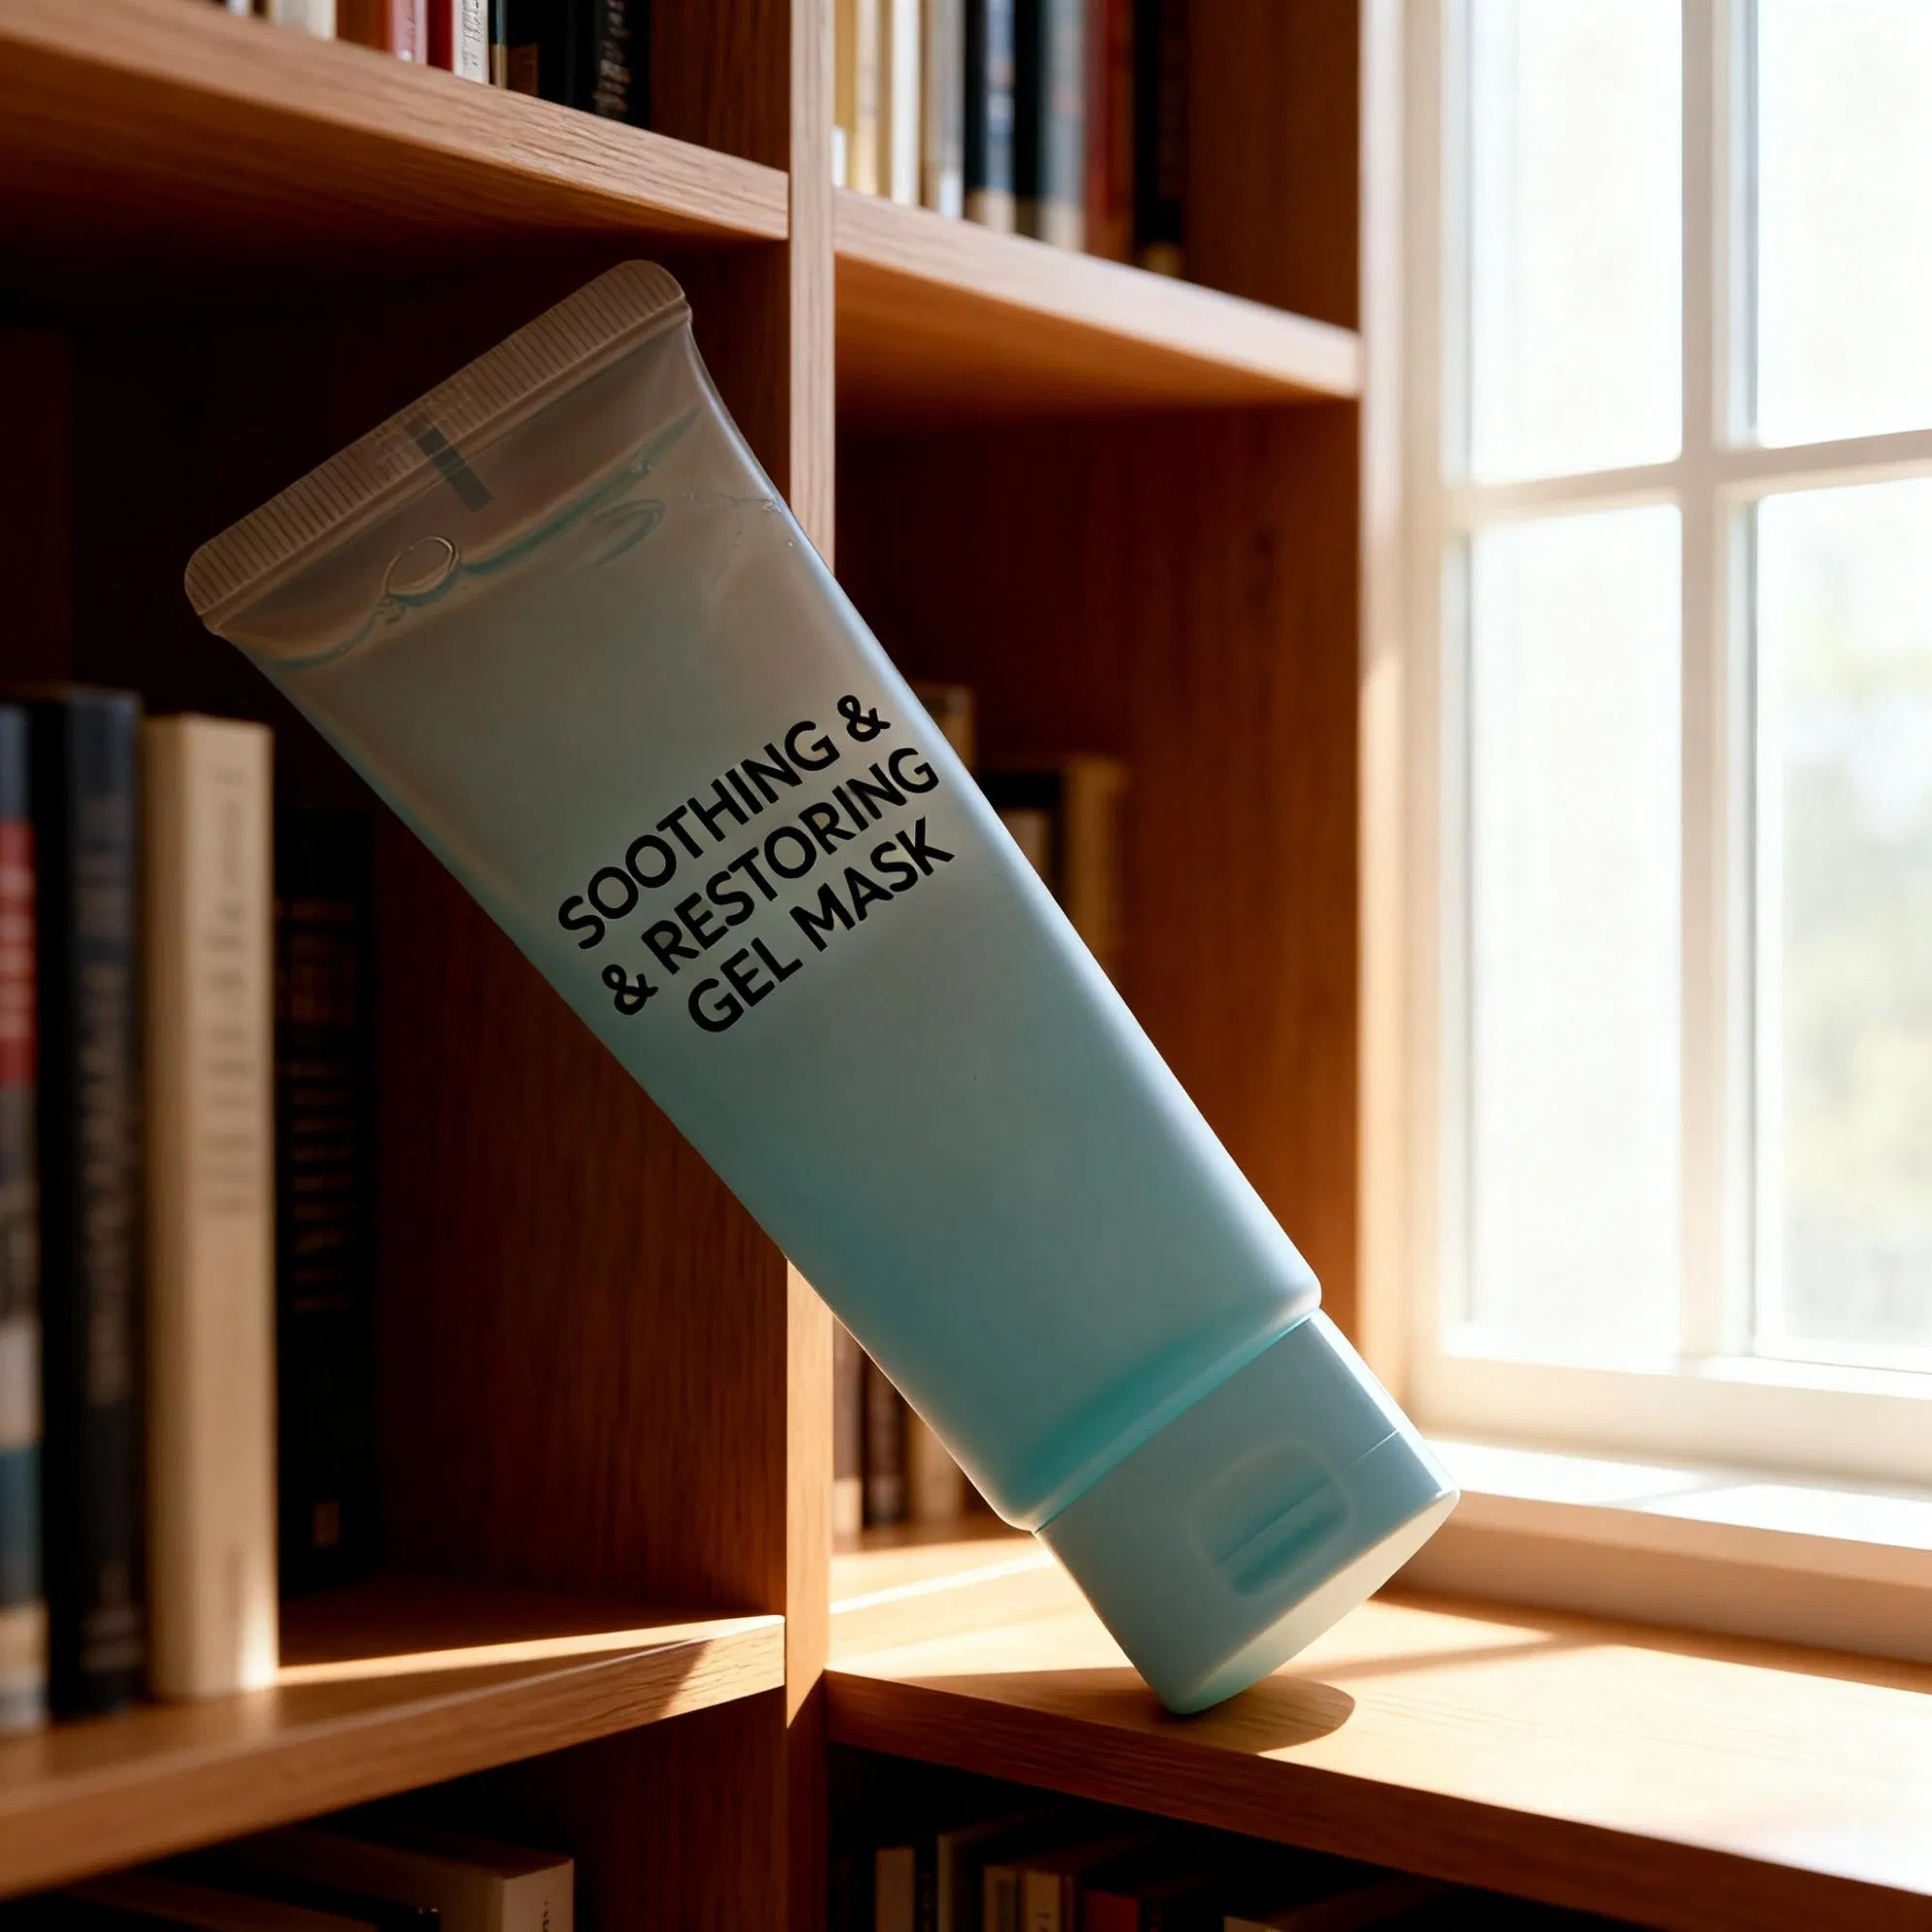 SOOTHING &
& RESTORING
GEL MASK